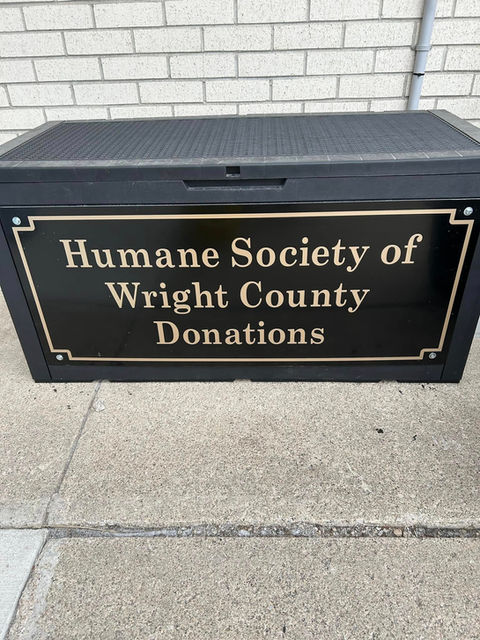 Humane Society of
Wright County
Donations